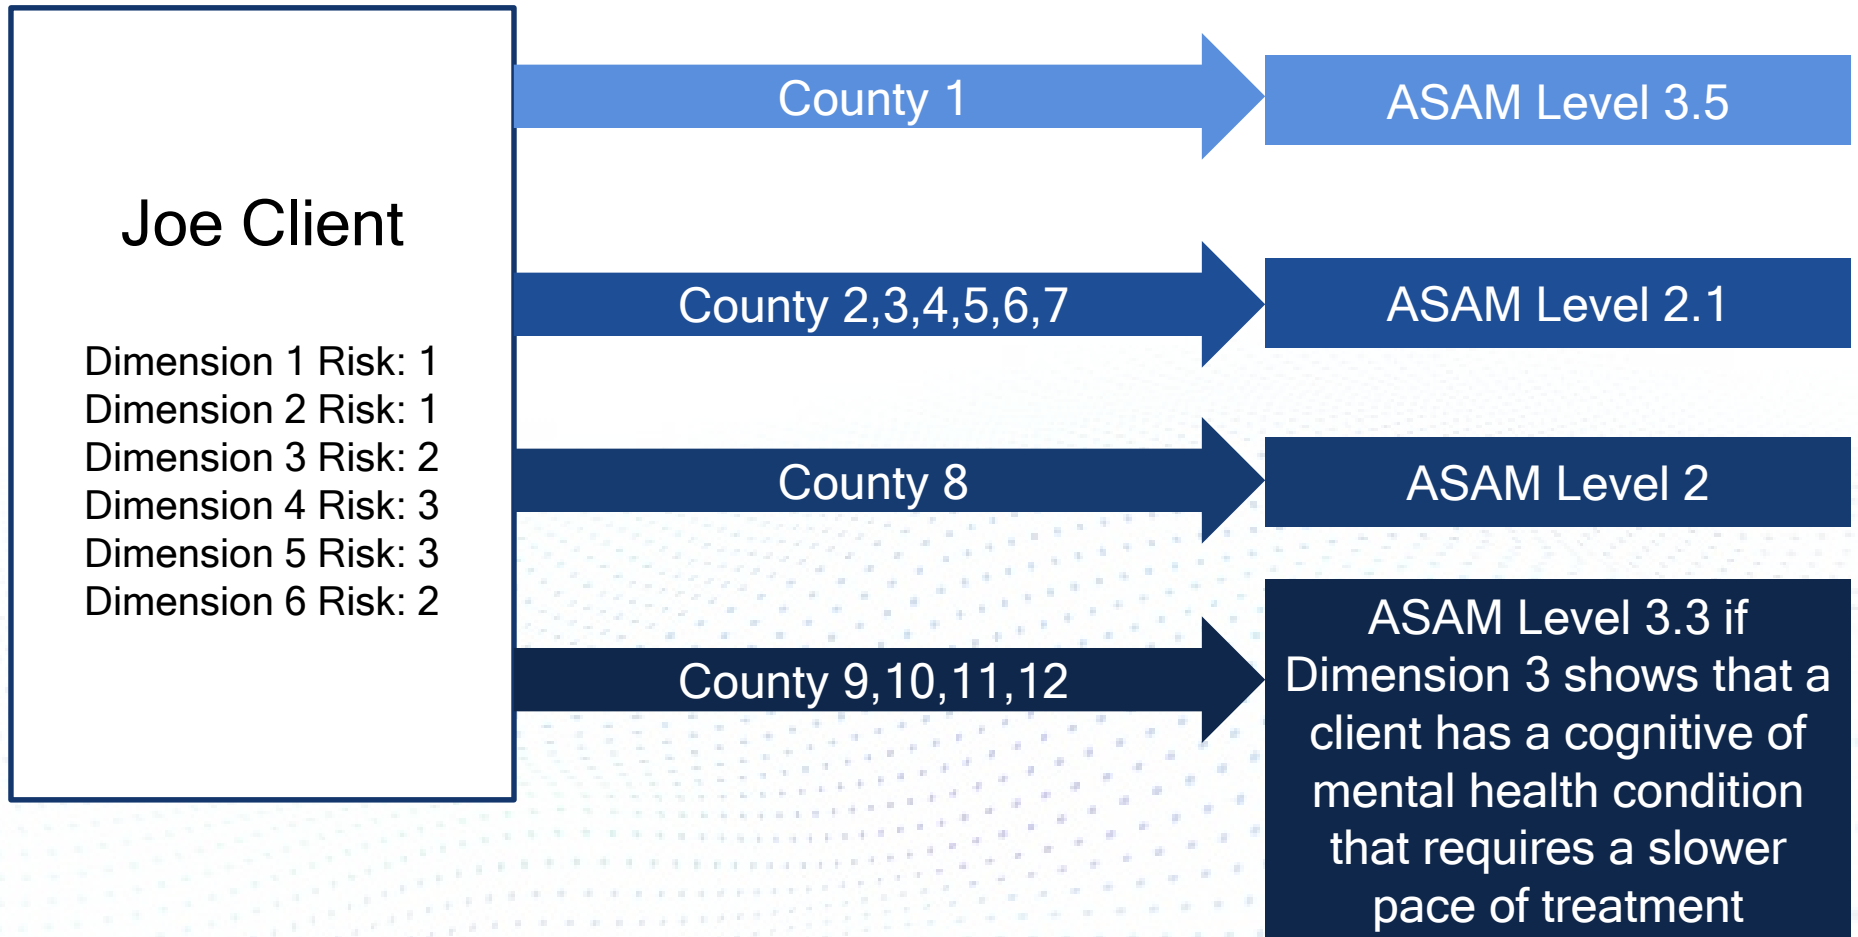 Joe Client
Dimension 1 Risk: 1
Dimension 2 Risk: 1
Dimension 3 Risk: 2
Dimension 4 Risk: 3
Dimension 5 Risk: 3
Dimension 6 Risk: 2
County 1
ASAM Level 3.5
County 2,3,4,5,6,7
ASAM Level 2.1
County 8
ASAM Level 2
County 9,10,11,12
ASAM Level 3.3 if
Dimension 3 shows that a
client has a cognitive of
mental health condition
that requires a slower
pace of treatment